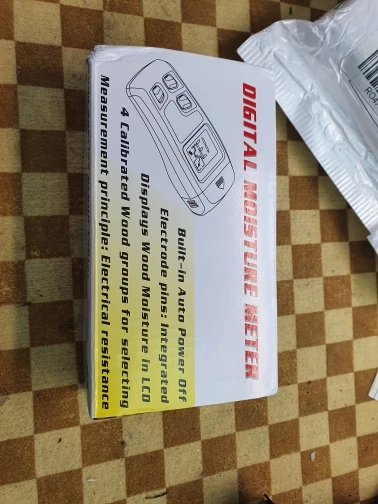 DIGITAL MOISTURE METER
Built-in Auto Power Off
Electrode pins: Integrated
Displays Wood Moisture in LCD
4 Calibrated Wood groups for selecting
Measurement principle: Electrical resistance